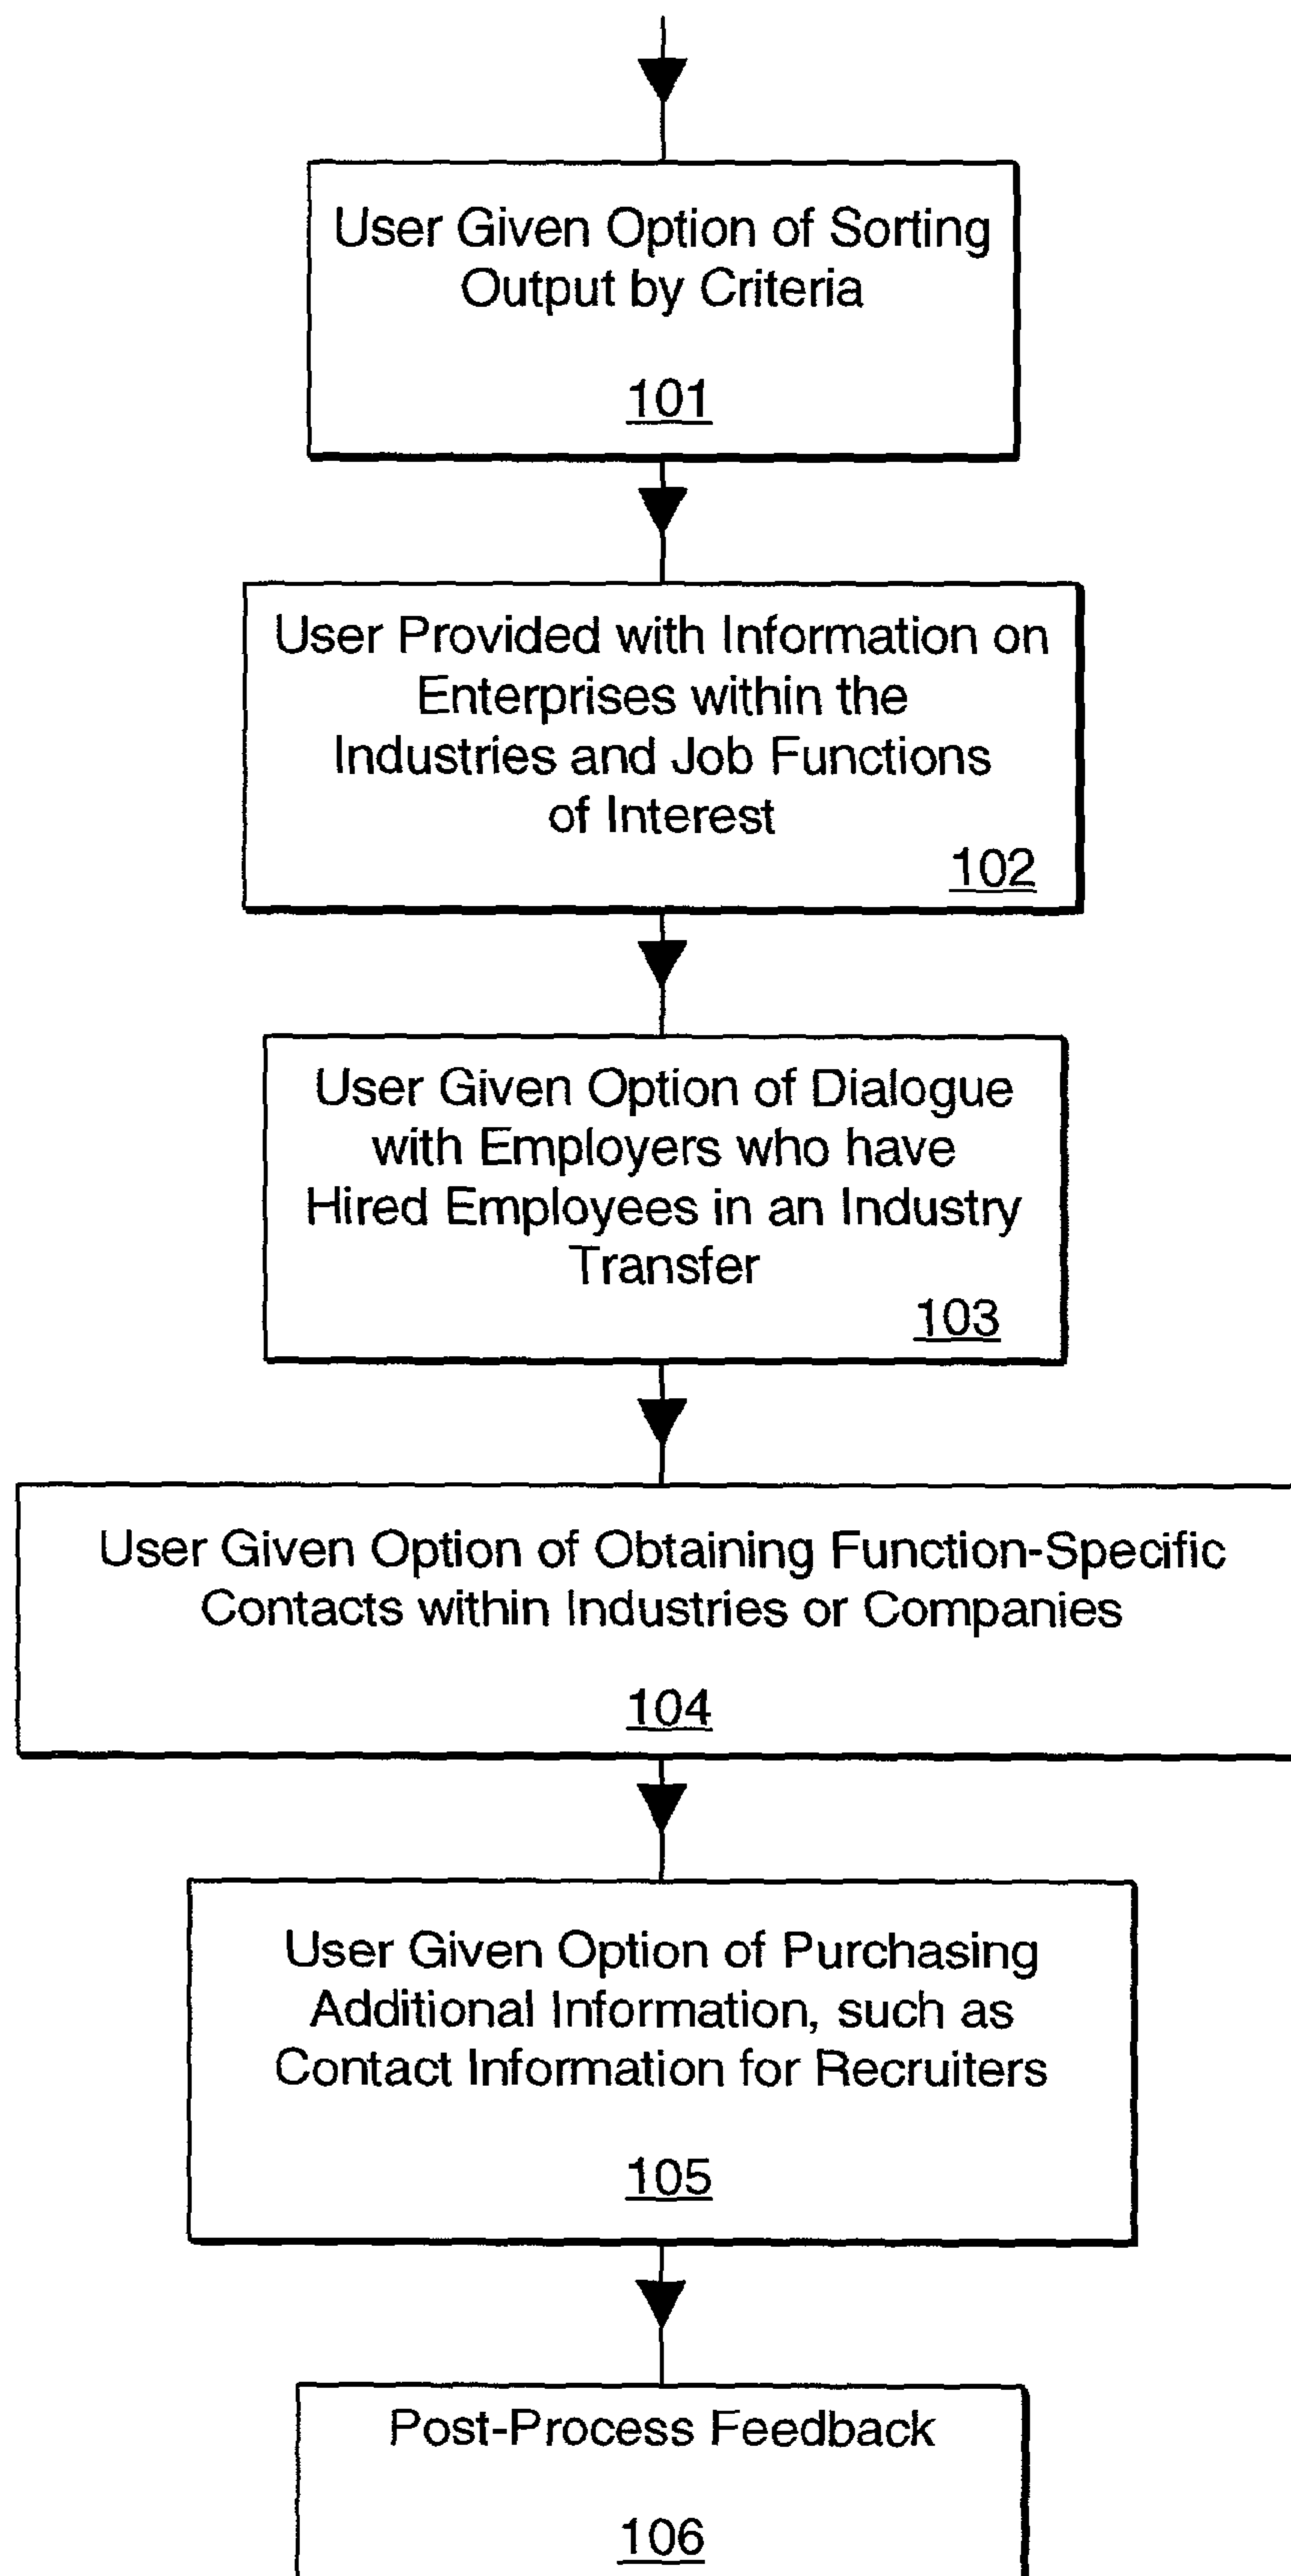 User Given Option of Sorting
Output by Criteria
101
User Provided with Information on
Enterprises within the
Industries and Job Functions
of Interest
102
User Given Option of Dialogue
with Employers who have
Hired Employees in an Industry
Transfer
103
User Given Option of Obtaining Function-Specific
Contacts within Industries or Companies
104
User Given Option of Purchasing
Additional Information, such as
Contact Information for Recruiters
105
Post-Process Feedback
106